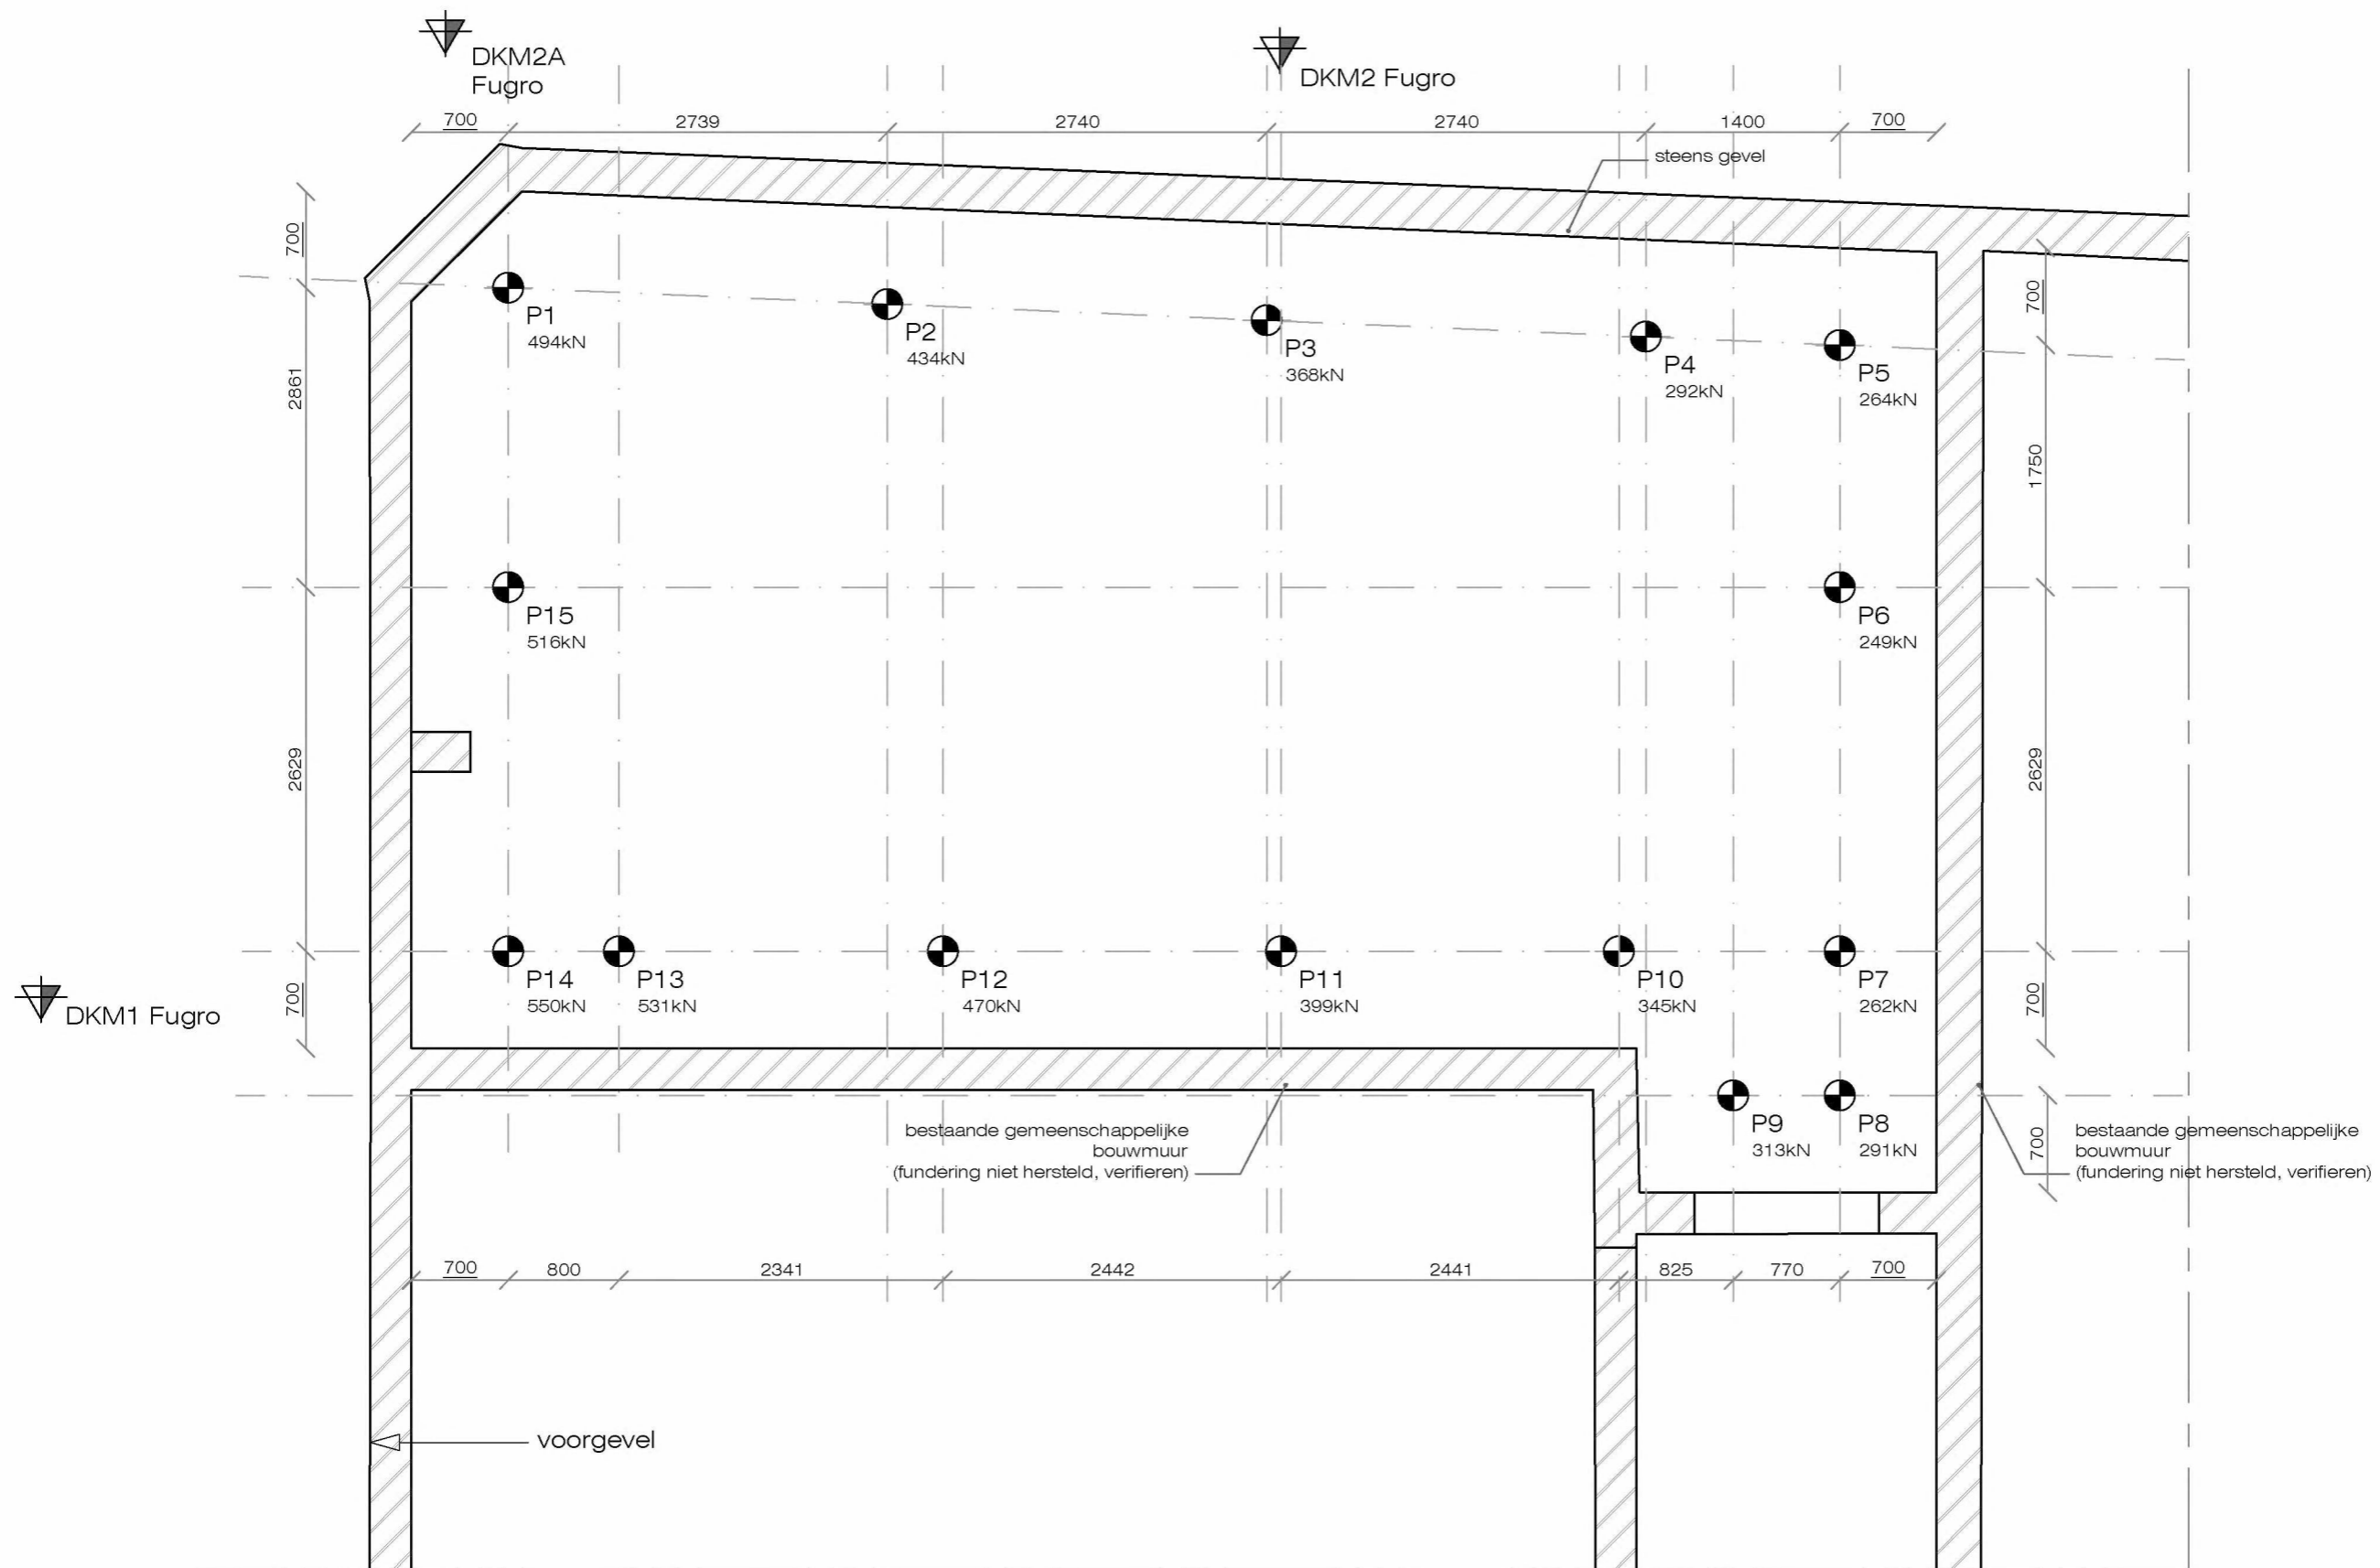 DKM2A
Fugro
DKM2 Fugro
700
2739
2740
2740
1400
700
steens gevel
700
2861
2629
700
700
1750
2629
700
700
P1
494kN
P2
434kN
P3
368kN
P4
292kN
P5
264kN
P15
516kN
P6
249kN
P14
550kN
P13
531kN
P12
470kN
P11
399kN
P10
345kN
P7
262kN
DKM1 Fugro
P9
313kN
P8
291kN
bestaande gemeenschappelijke
bouwmuur
(fundering niet hersteld, verifieren)
bestaande gemeenschappelijke
bouwmuur
(fundering niet hersteld, verifieren)
700
800
2341
2442
2441
825
770
700
voorgevel